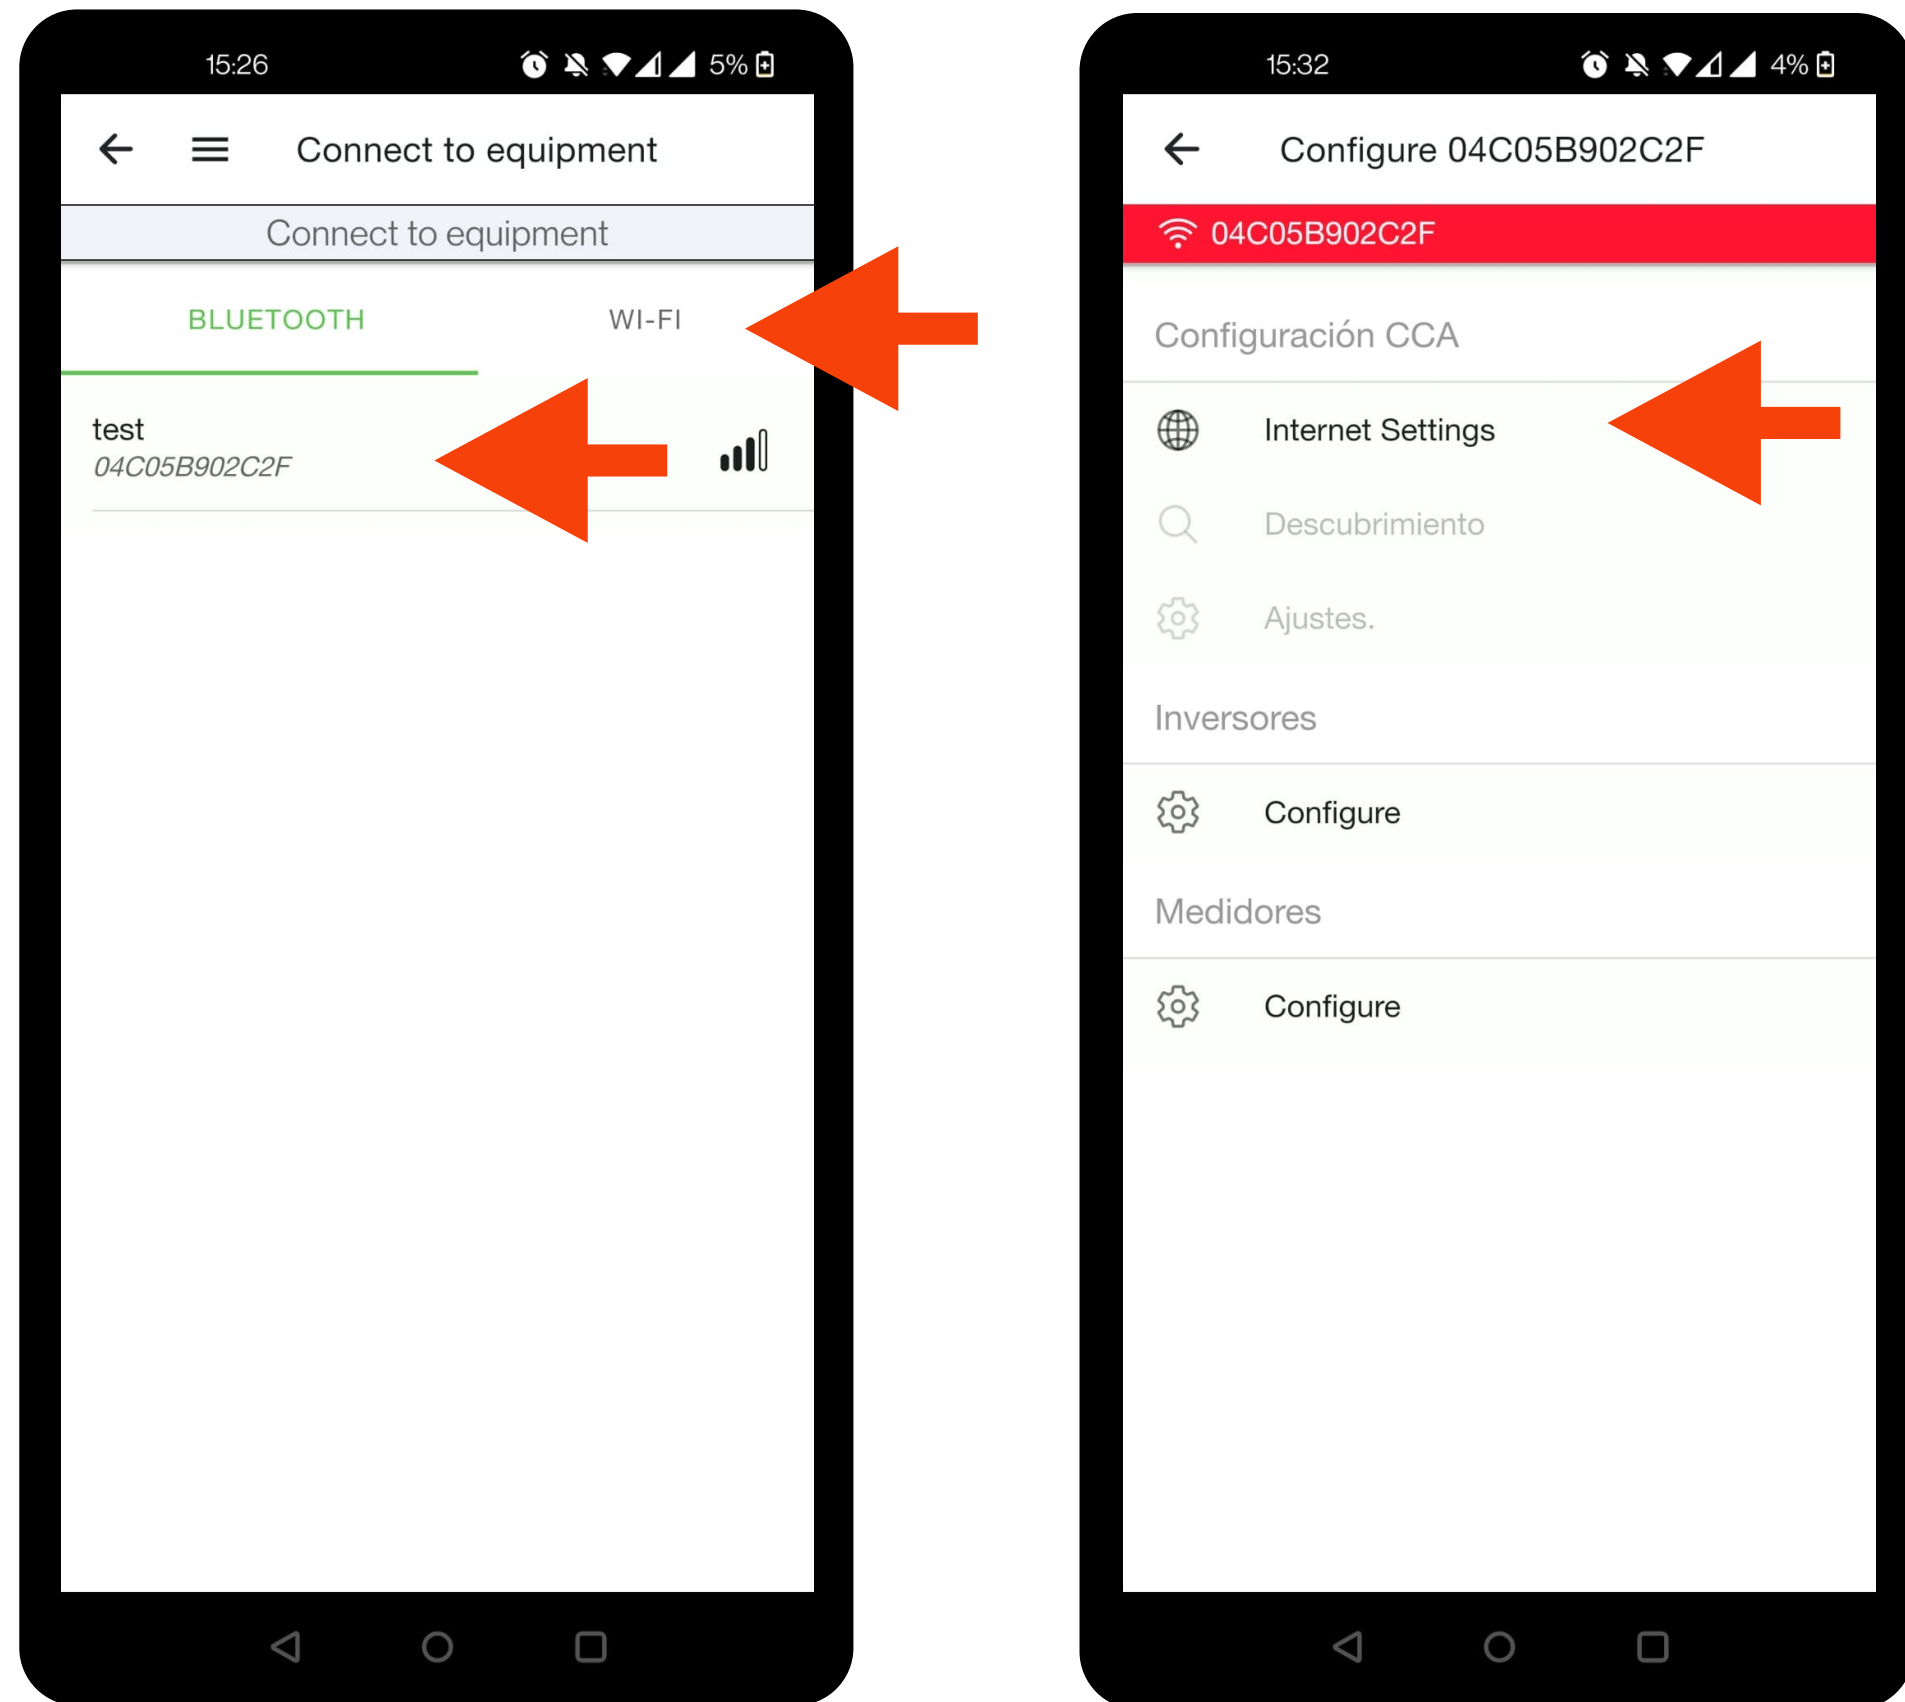 15:26
5%
Connect to equipment
Connect to equipment
BLUETOOTH
WI-FI
test
04C05B902C2F
15:32
4%
Configure 04C05B902C2F
04C05B902C2F
Configuración CCA
Internet Settings
Descubrimiento
Ajustes.
Inversores
Configure
Medidores
Configure